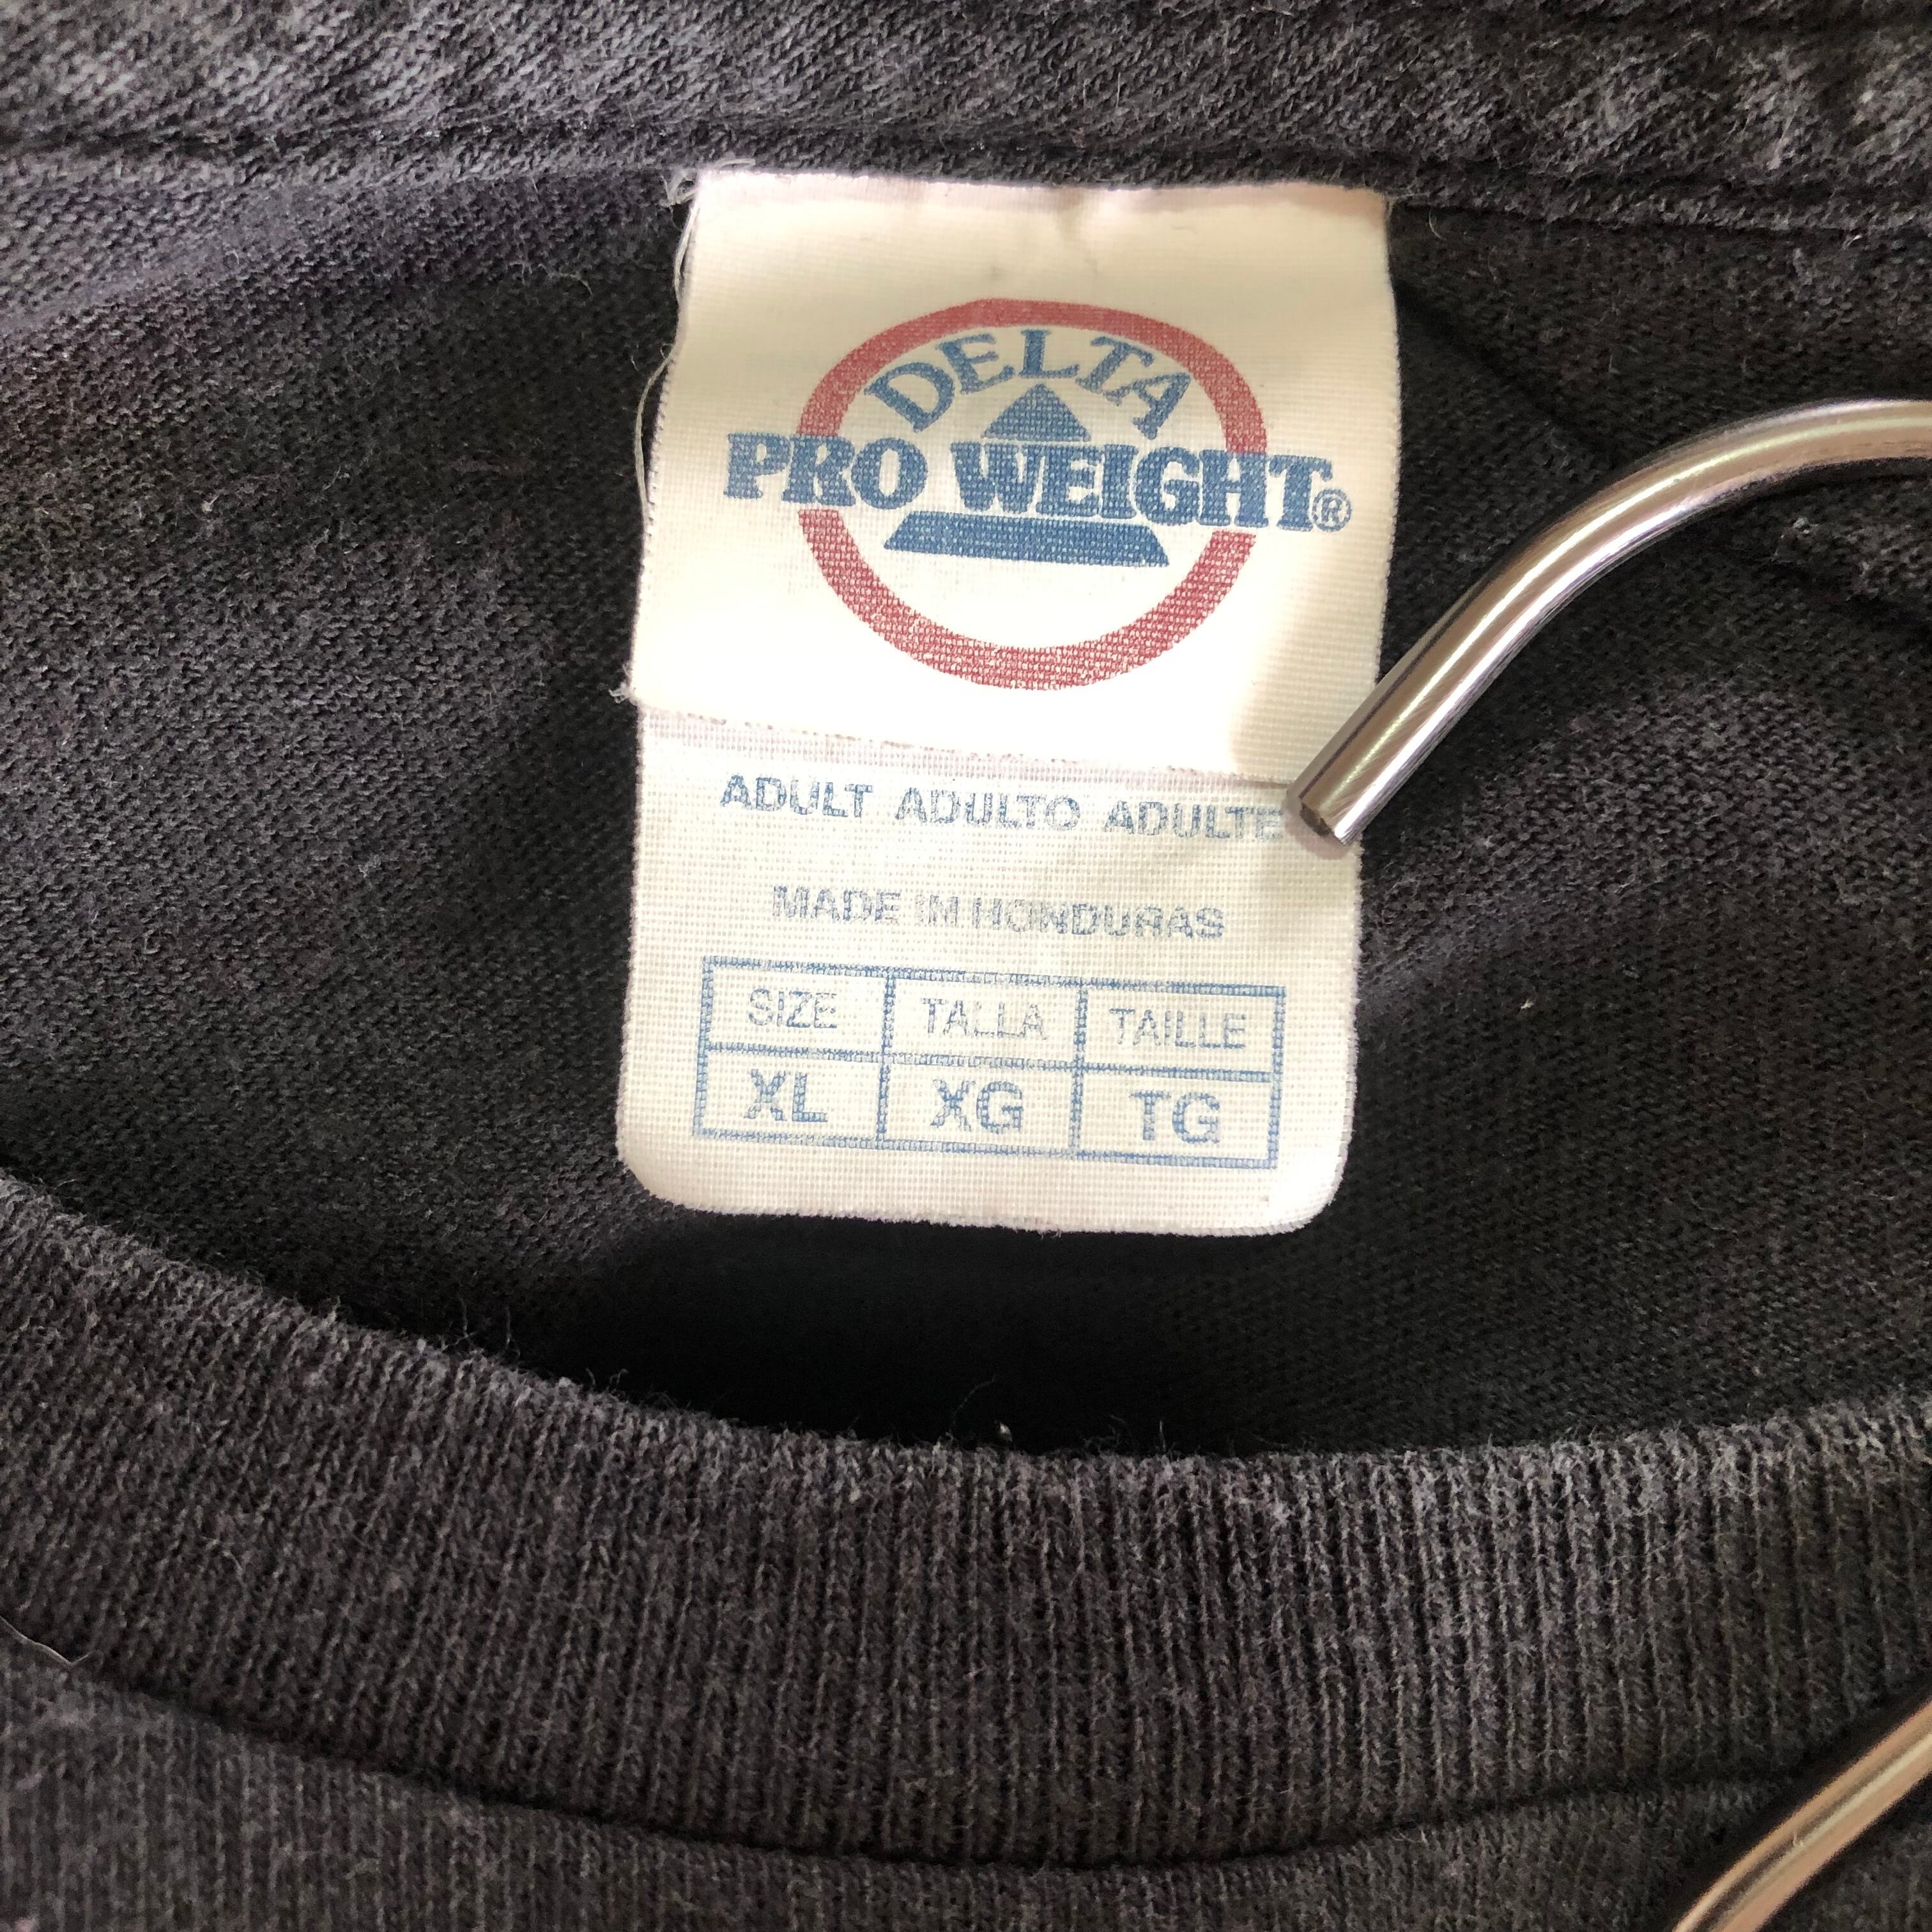 DELTA
PRO WEIGHT®
ADULT ADULTO ADULTE
MADE IN HONDURAS
SIZE TALLA TAILLE
XL XG TG